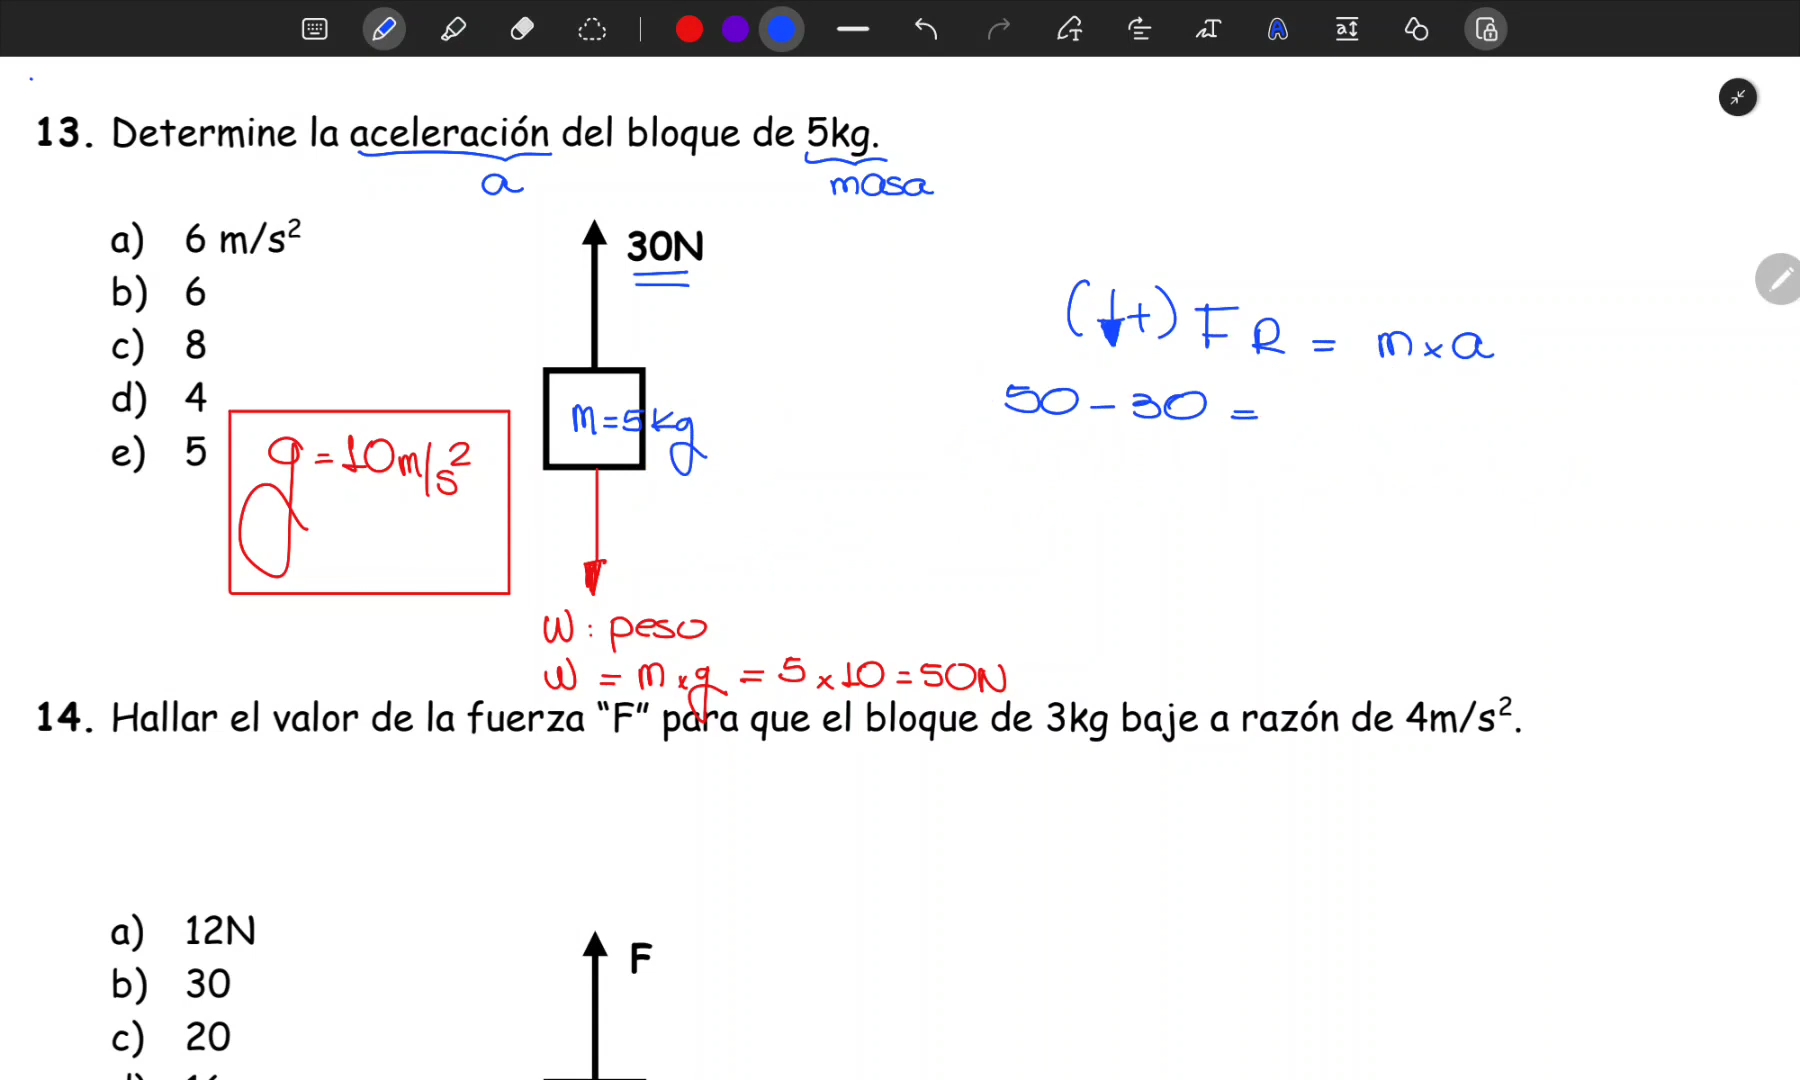 13. Determine la aceleración del bloque de 5kg.
a masa
a) 6 m/s²
b) 6
c) 8
d) 4
e) 5
30N
m = 5kg
g = 10m/s²
(↓+) FR = m x a
50 - 30 =
W : peso
W = m x g = 5 x 10 = 50N
14. Hallar el valor de la fuerza “F” para que el bloque de 3kg baje a razón de 4m/s².
a) 12N
b) 30
c) 20
F